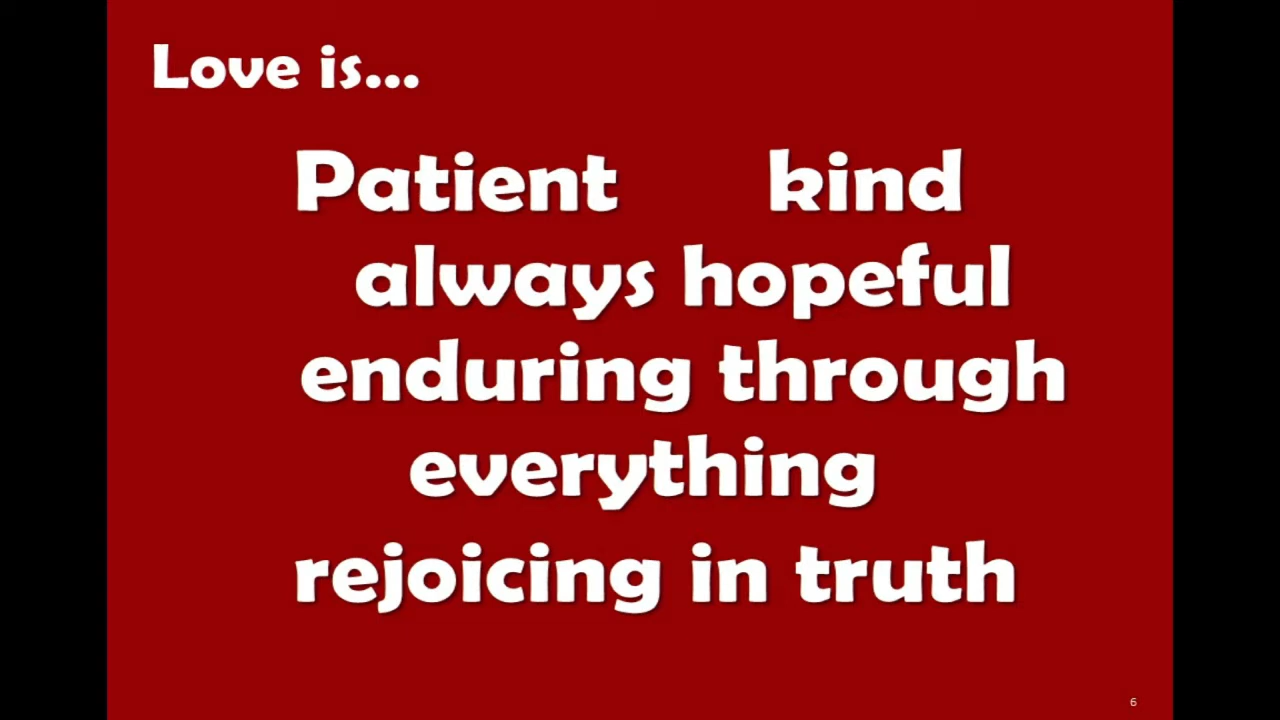 Love is...
Patient kind
always hopeful
enduring through
everything
rejoicing in truth
6